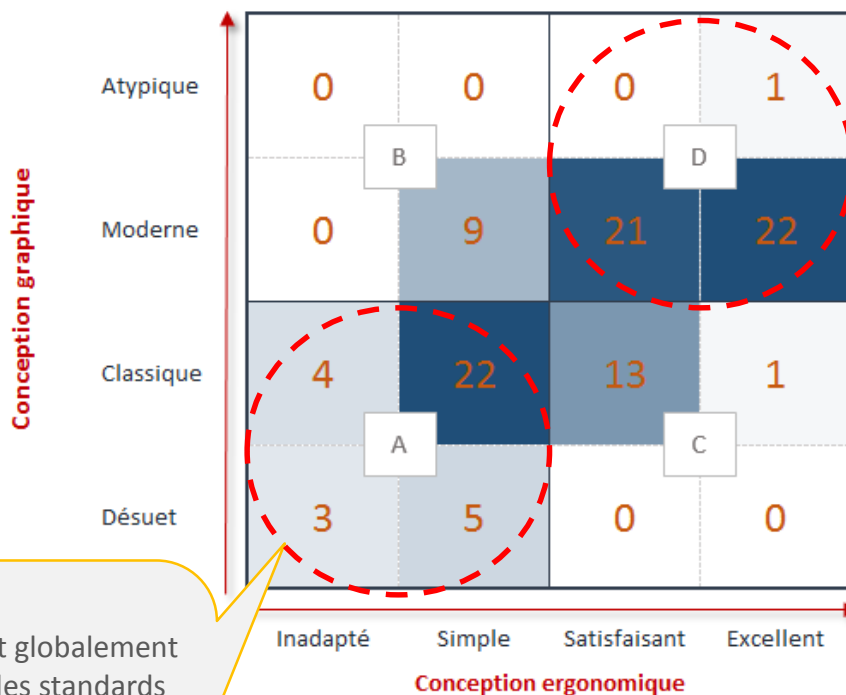 Conception graphique
Atypique 0 0 0 1
B D
Moderne 0 9 21 22
Classique 4 22 13 1
A C
Désuet 3 5 0 0
Inadapté Simple Satisfaisant Excellent
Conception ergonomique
globalement
les standards